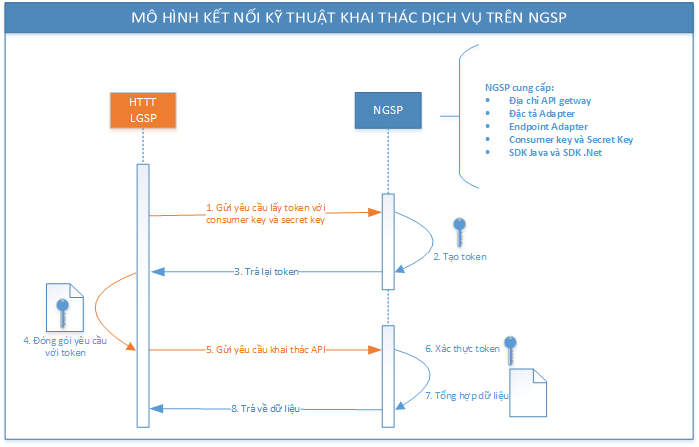 MÔ HÌNH KẾT NỐI KỸ THUẬT KHAI THÁC DỊCH VỤ TRÊN NGSP
HTTT
LGSP
NGSP
NGSP cung cấp:
• Địa chỉ API getway
• Đặc tả Adapter
• Endpoint Adapter
• Consumer key và Secret Key
• SDK Java và SDK .Net
1. Gửi yêu cầu lấy token với
consumer key và secret key
2. Tạo token
3. Trả lại token
4. Đóng gói yêu cầu
với token
5. Gửi yêu cầu khai thác API
6. Xác thực token
7. Tổng hợp dữ liệu
8. Trả về dữ liệu